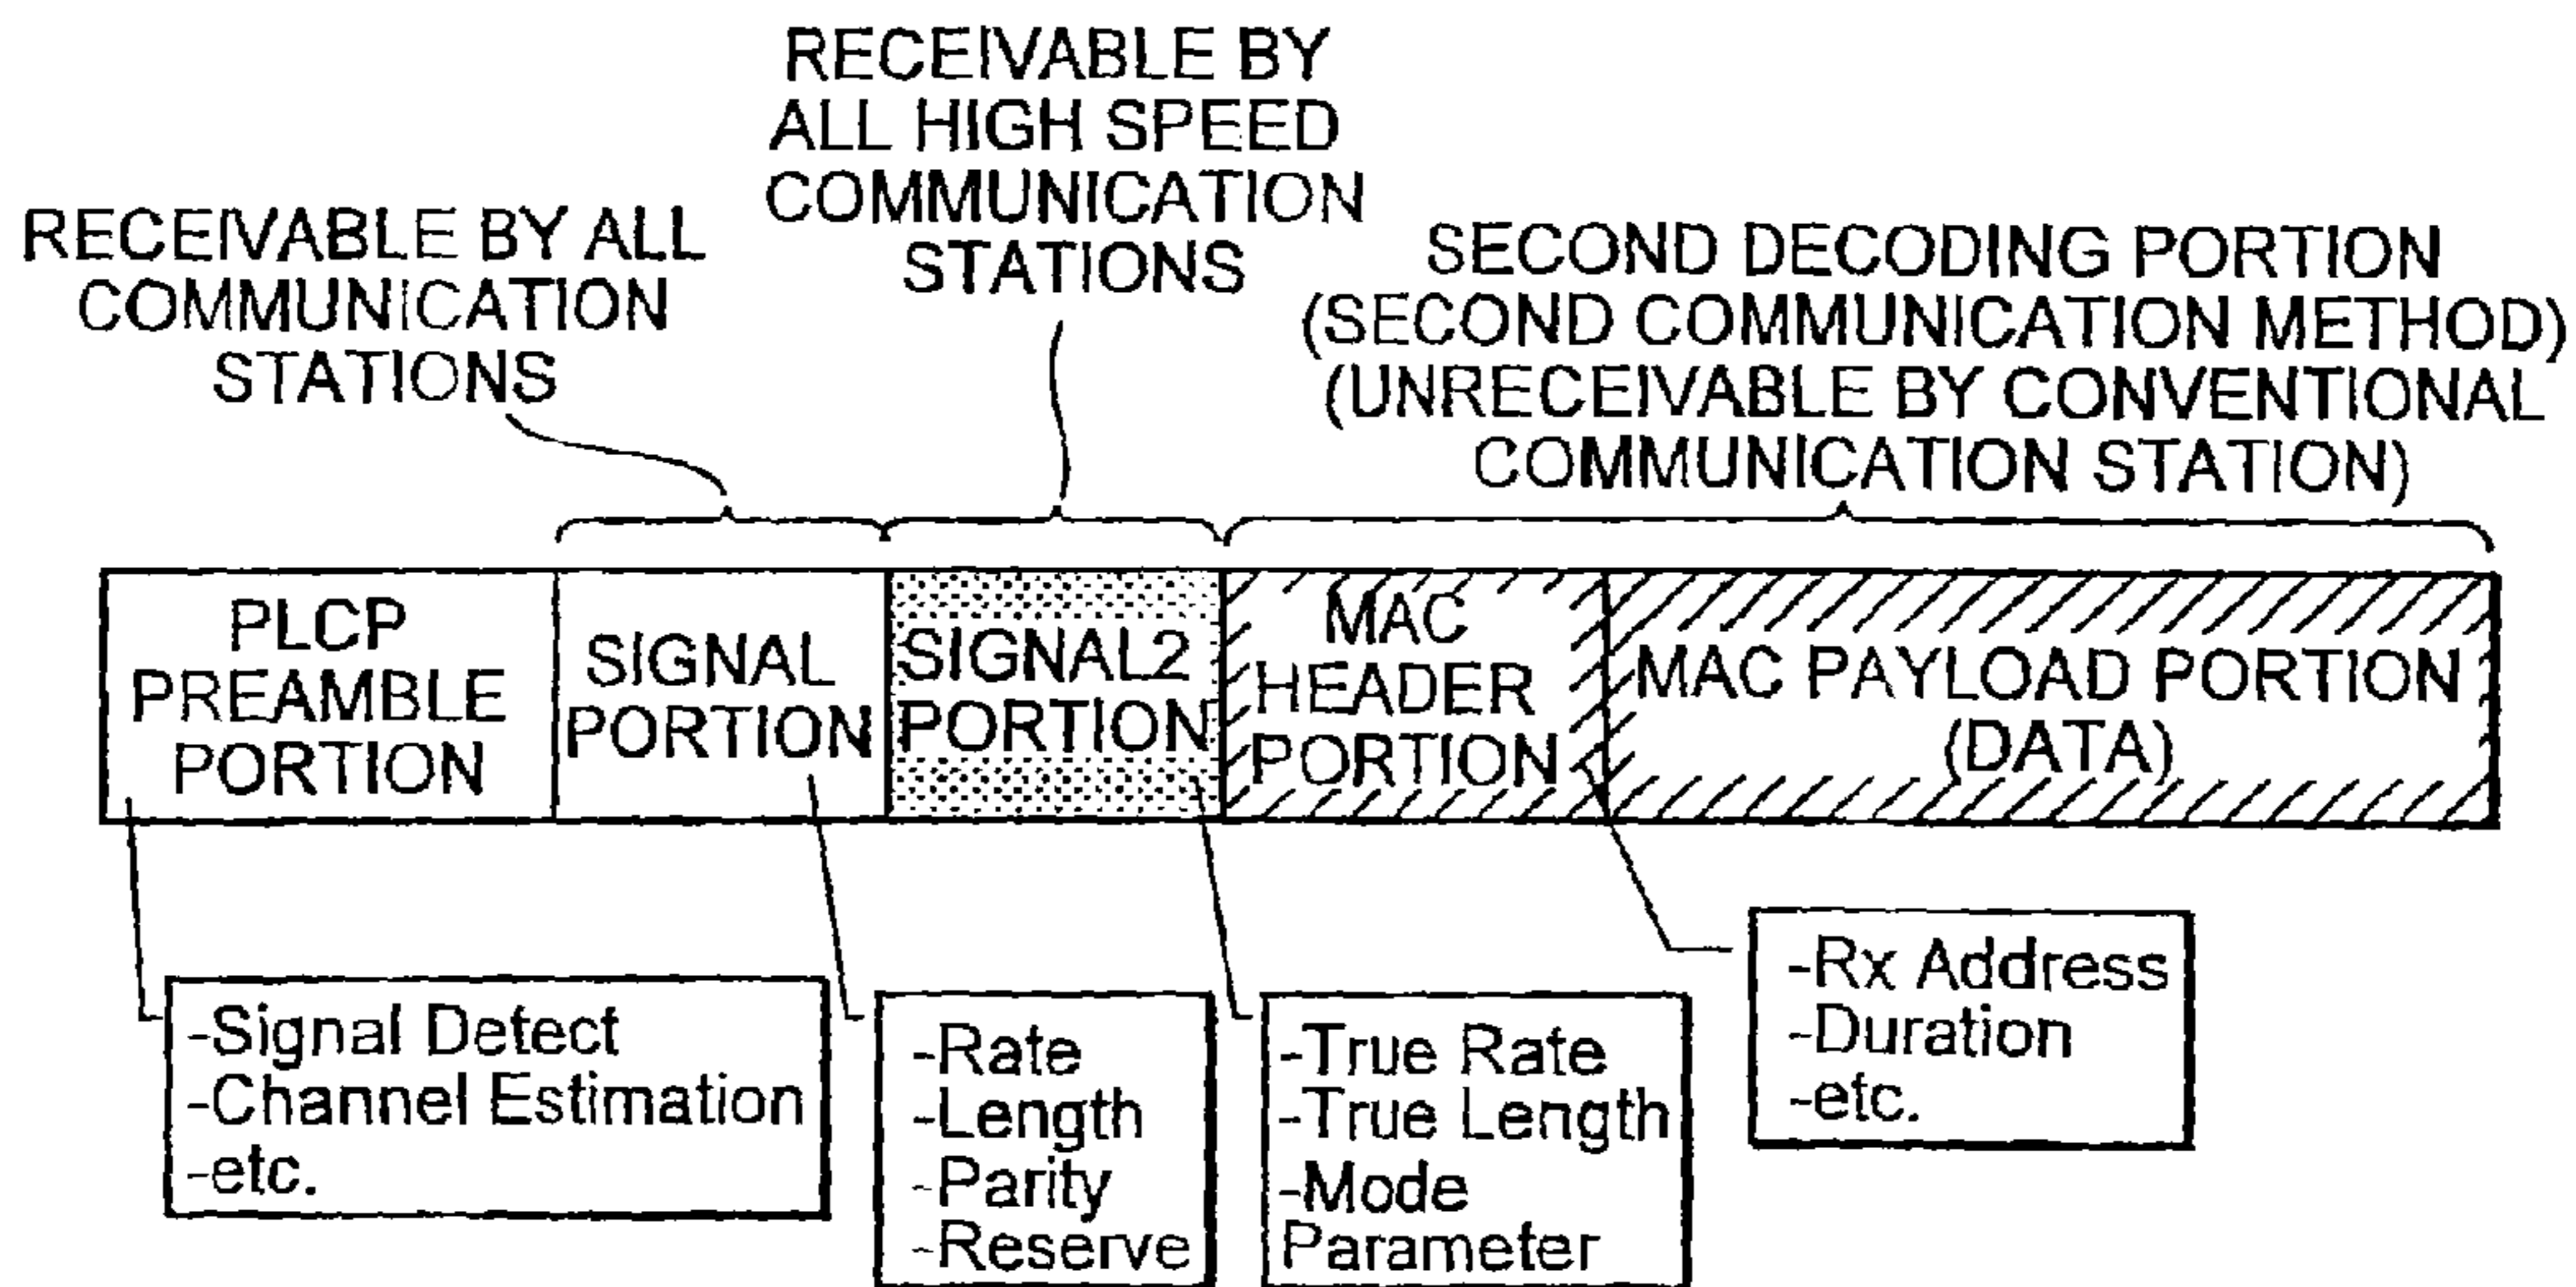 RECEIVABLE BY ALL
COMMUNICATION
STATIONS
RECEIVABLE BY
ALL HIGH SPEED
COMMUNICATION
STATIONS
SECOND DECODING PORTION
(SECOND COMMUNICATION METHOD)
(UNRECEIVABLE BY CONVENTIONAL
COMMUNICATION STATION)
PLCP
PREAMBLE
PORTION
SIGNAL
PORTION
SIGNAL2
PORTION
MAC
HEADER
PORTION
MAC PAYLOAD PORTION
(DATA)
-Signal Detect
-Channel Estimation
-etc.
-Rate
-Length
-Parity
-Reserve
-True Rate
-True Length
-Mode
Parameter
-Rx Address
-Duration
-etc.